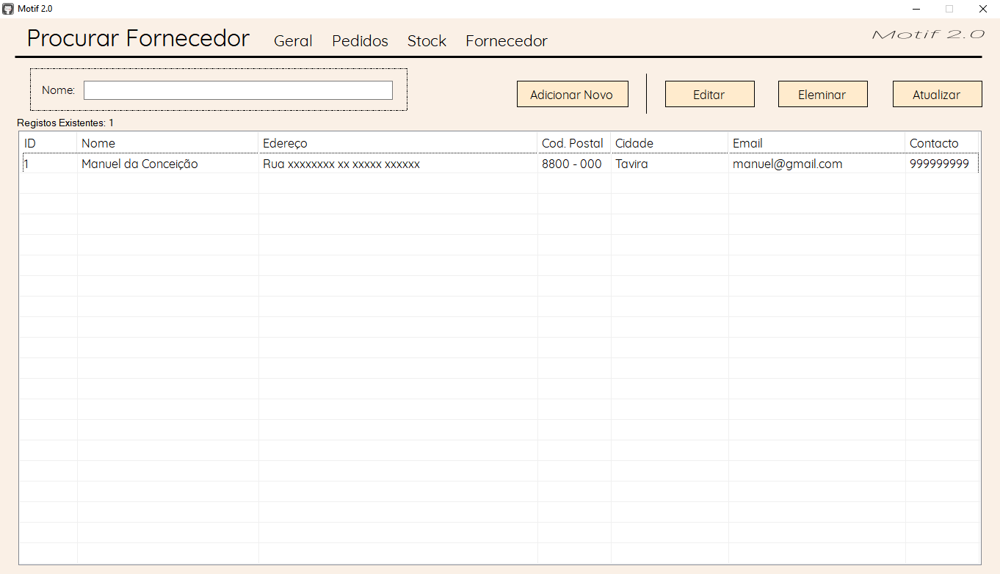 Motif 2.0
Procurar Fornecedor Geral Pedidos Stock Fornecedor Motif 2.0
Nome: Adicionar Novo Editar Eleminar Atualizar
Registos Existentes: 1
ID Nome Edereço Cod. Postal Cidade Email Contacto
1 Manuel da Conceição Rua xxxxxxxx xx xxxxx xxxxxx 8800 - 000 Tavira manuel@gmail.com 999999999